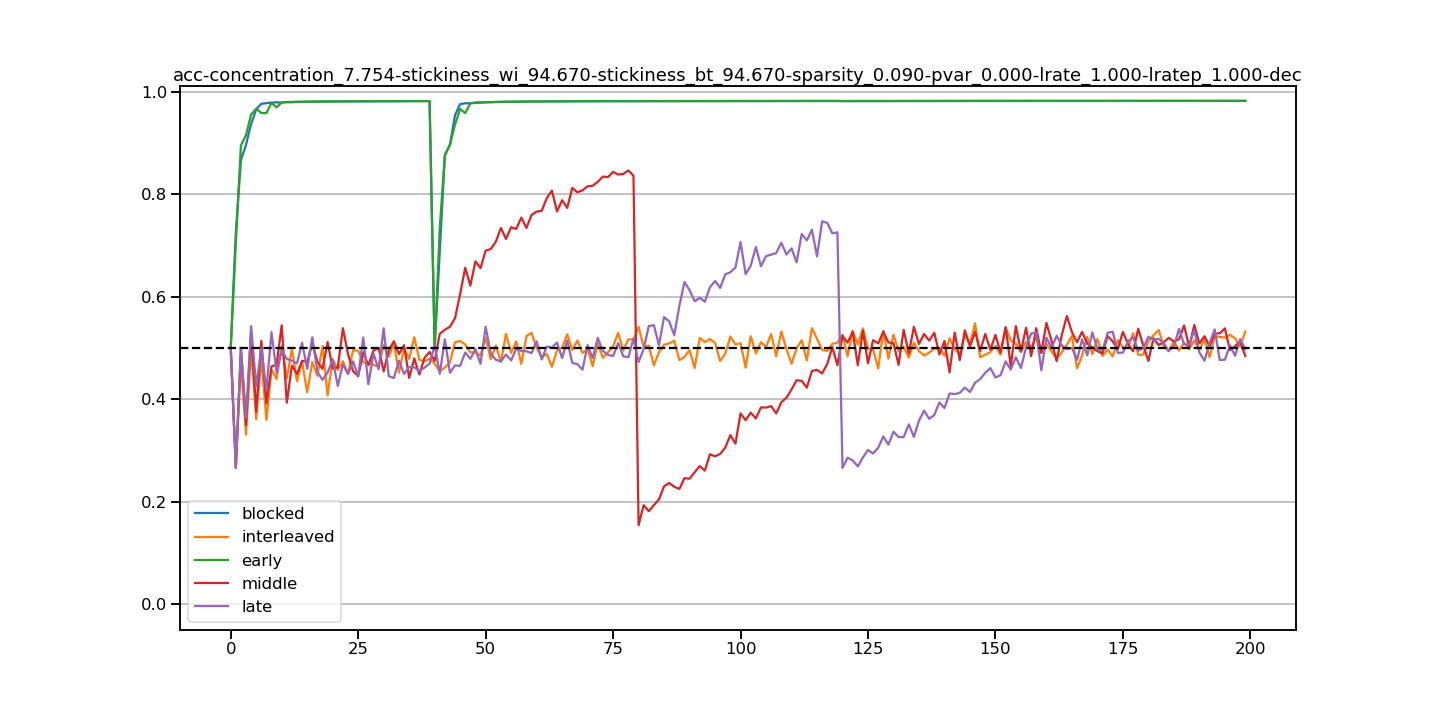 acc-concentration_7.754-stickiness_wi_94.670-stickiness_bt_94.670-sparsity_0.090-pvar_0.000-lrate_1.000-lratep_1.000-dec
1.0
0.8
0.6
0.4
0.2
0.0
blocked
interleaved
early
middle
late
0 25 50 75 100 125 150 175 200